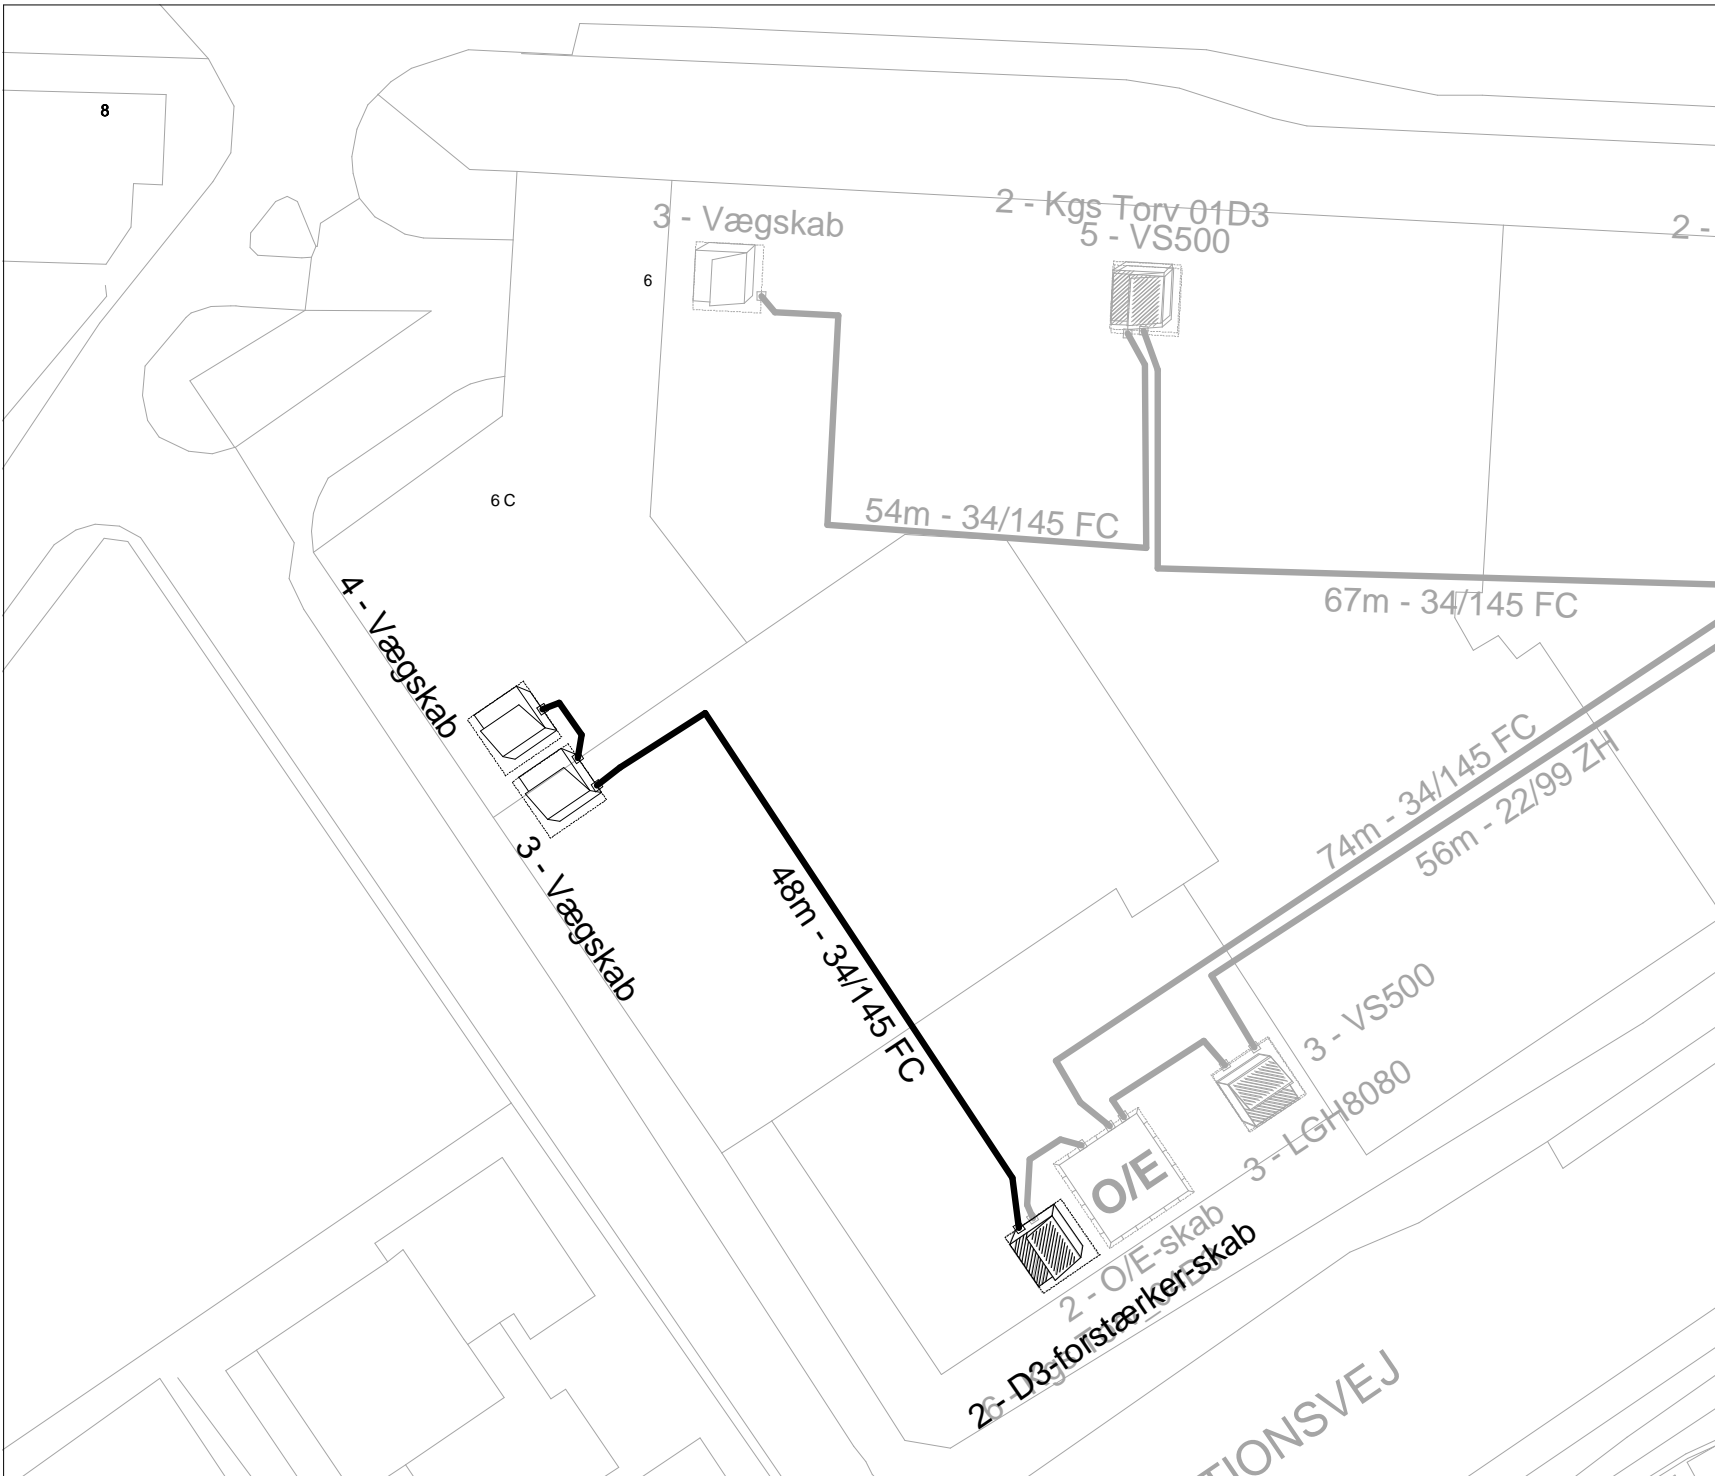 8
3 - Vægskab
2 - Kgs Torv 01D3
5 - VS500
2 -
6
6 C
54m - 34/145 FC
67m - 34/145 FC
4 - Vægskab
3 - Vægskab
48m - 34/145 FC
74m - 34/145 FC
56m - 22/99 ZH
3 - VS500
3 - LGH8080
O/E
2 - O/E-skab
2 - D3-forstærker-skab
TIONSVEJ